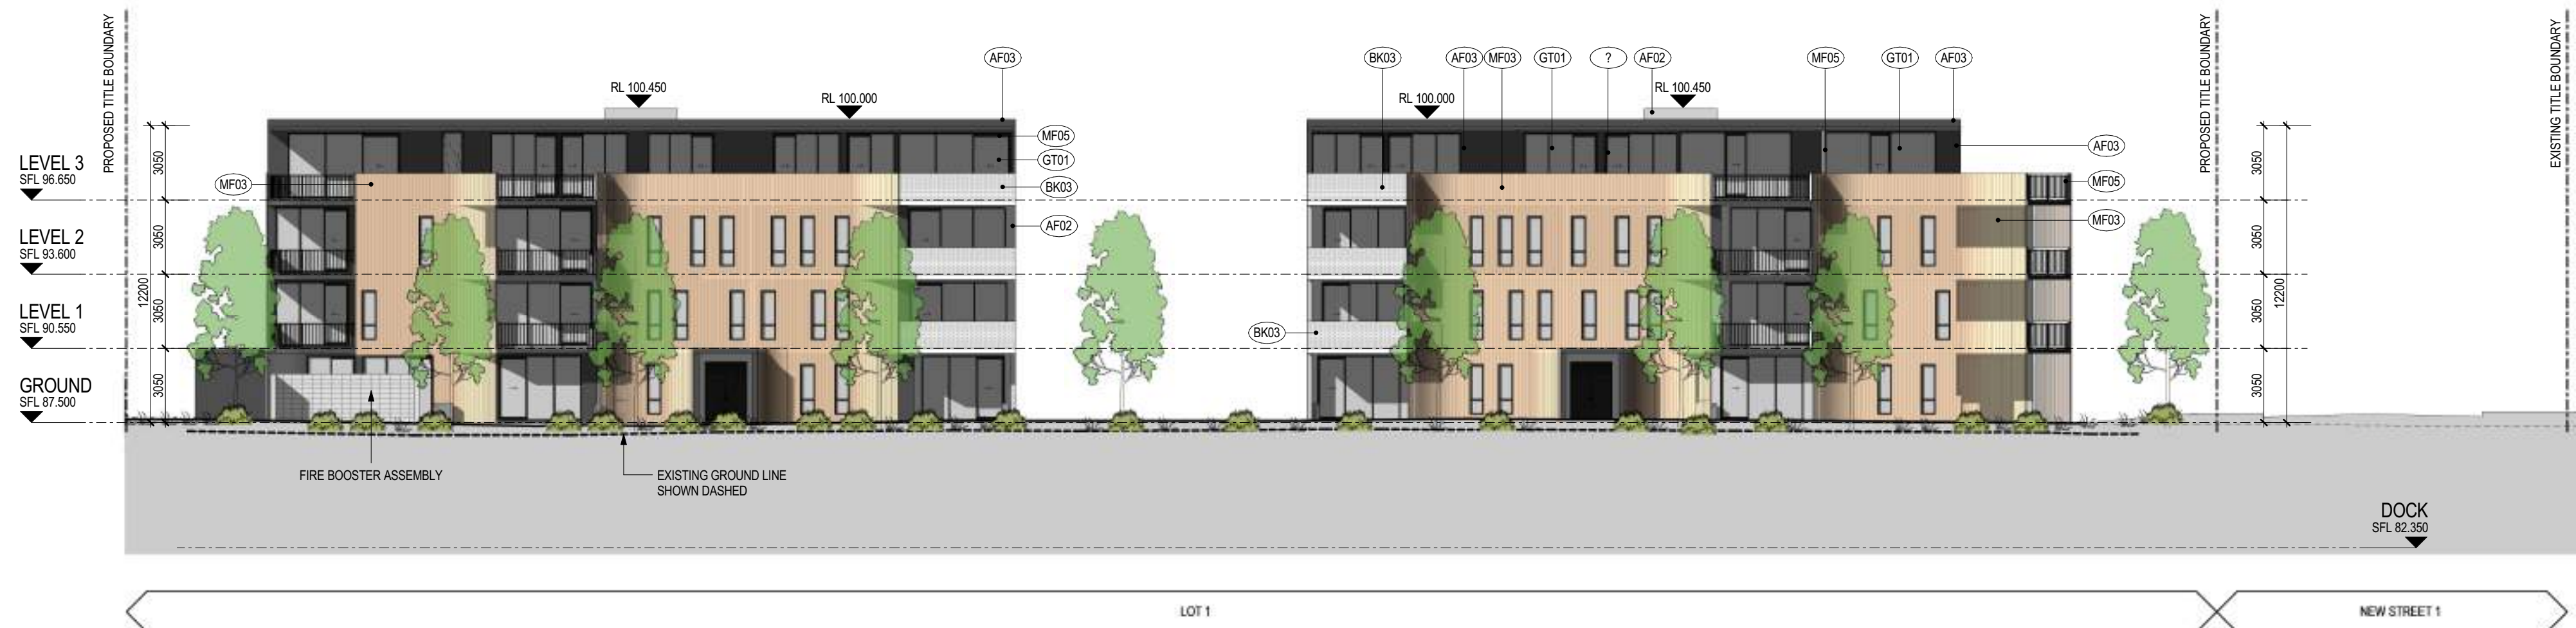 PROPOSED TITLE BOUNDARY
PROPOSED TITLE BOUNDARY
EXISTING TITLE BOUNDARY
AF03
BK03
AF03
MF03
GT01
?
AF02
MF05
GT01
AF03
RL 100.450
RL 100.000
RL 100.000
RL 100.450
MF05
GT01
BK03
AF02
MF03
AF03
MF05
MF03
BK03
LEVEL 3
SFL 96.650
LEVEL 2
SFL 93.600
LEVEL 1
SFL 90.550
GROUND
SFL 87.500
3050
3050
3050
3050
12200
3050
3050
3050
3050
12200
FIRE BOOSTER ASSEMBLY
EXISTING GROUND LINE
SHOWN DASHED
DOCK
SFL 82.350
LOT 1
NEW STREET 1